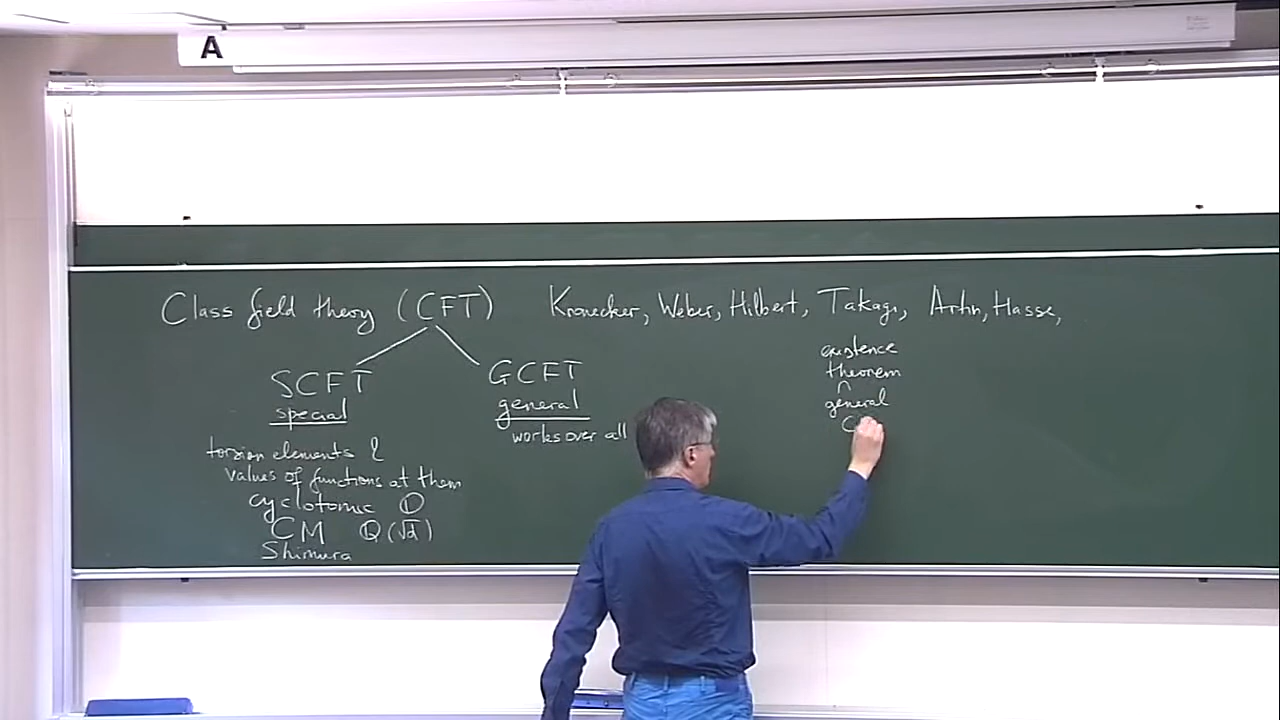 A
Class field theory (CFT) Kronecker, Weber, Hilbert, Takagi, Artin, Hasse,
SCFT
special
torsion elements &
values of functions at them
cyclotomic Q
CM Q(√d)
Shimura
GCFT
general
works over all
existence
theorem
general
C